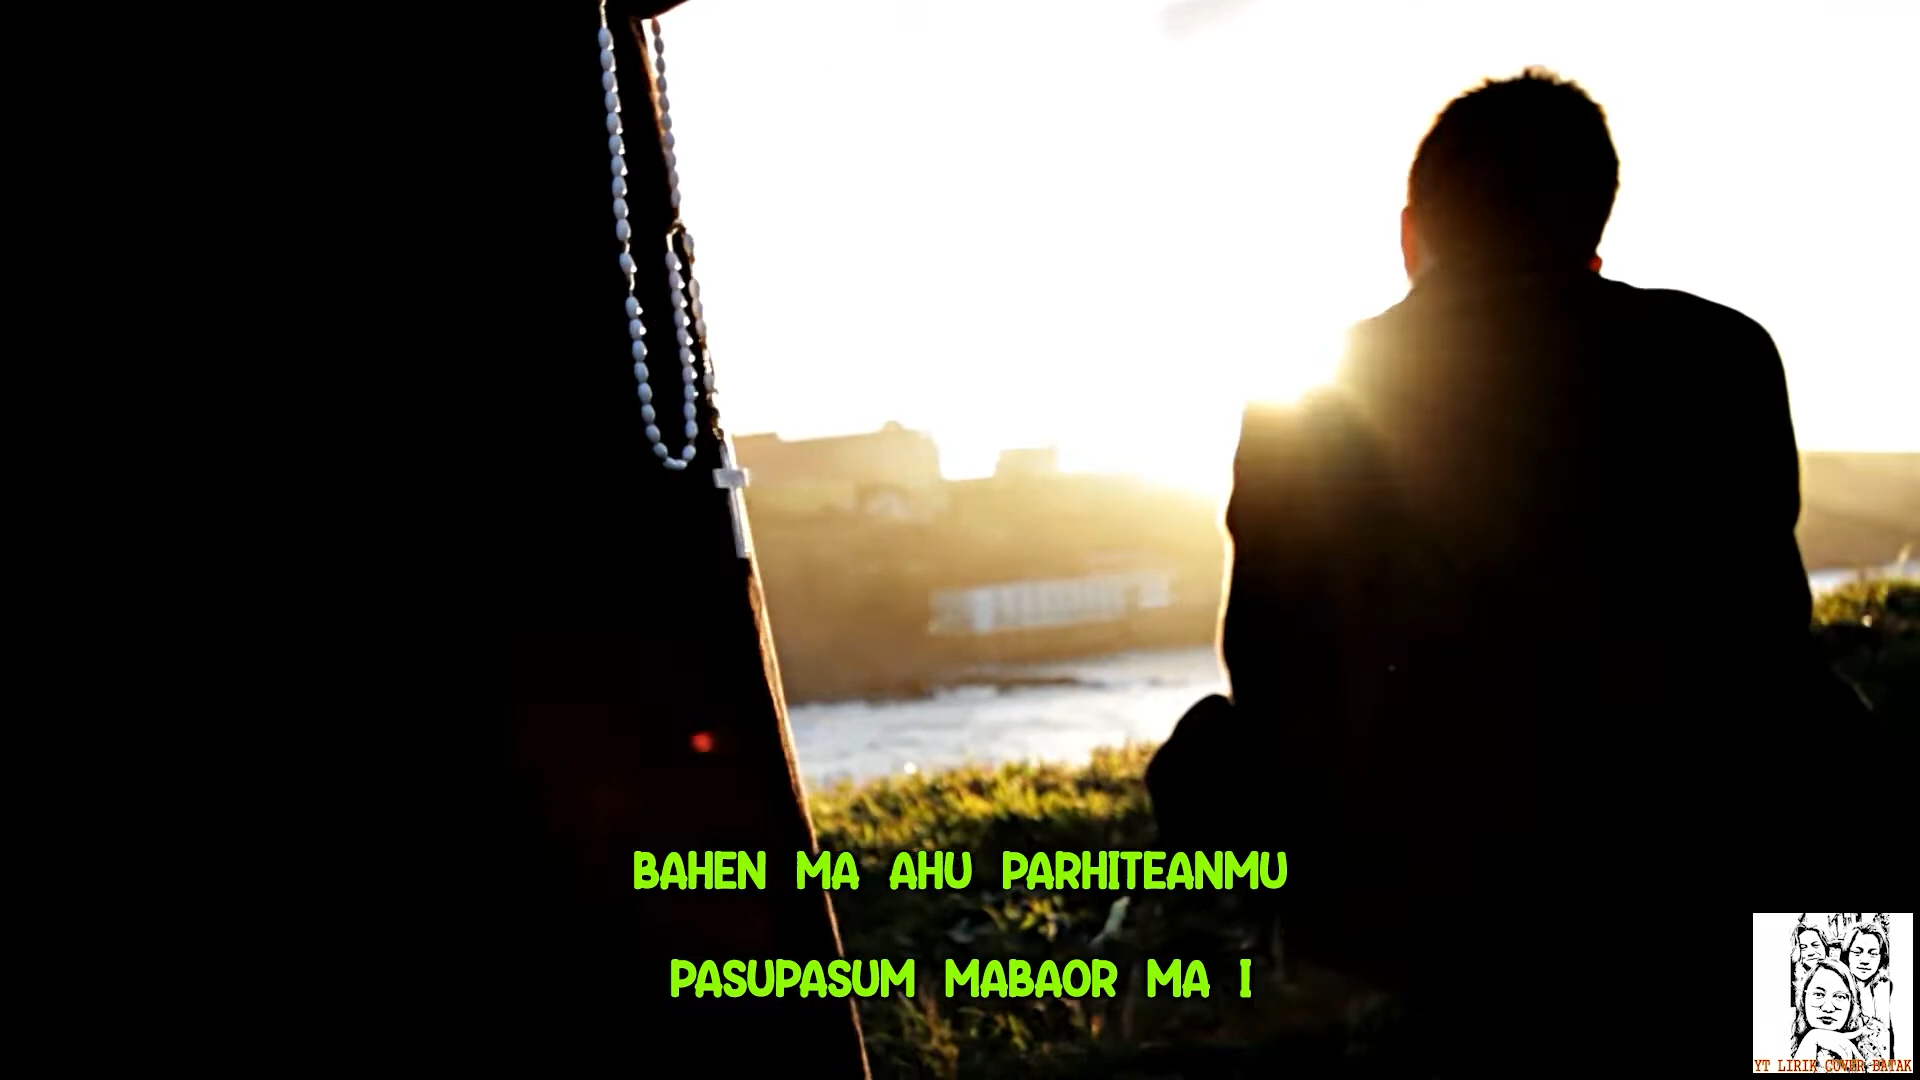 BAHEN MA AHU PARHITEANMU
PASUPASUM MABAOR MA I
YT LIRIK COVER BATAK